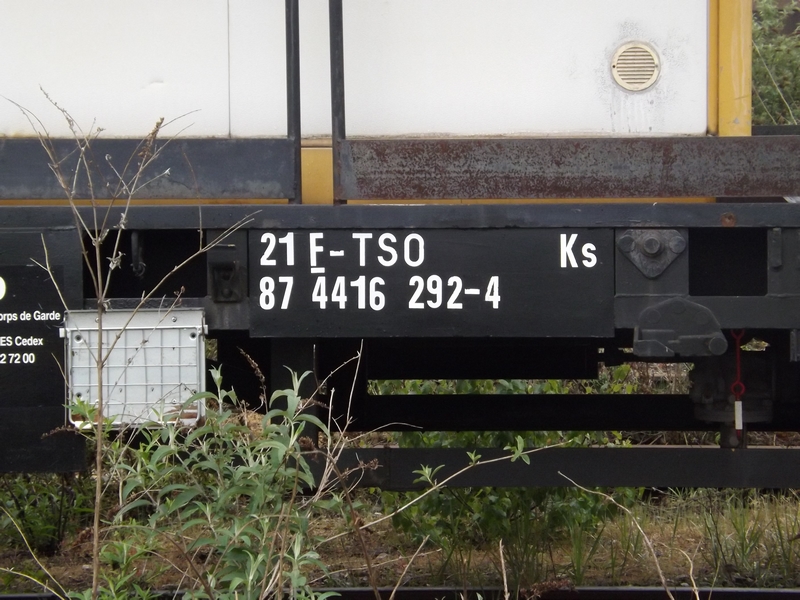 21 F-TSO Ks
87 4416 292-4
orps de Garde
ES Cedex
2 72 00